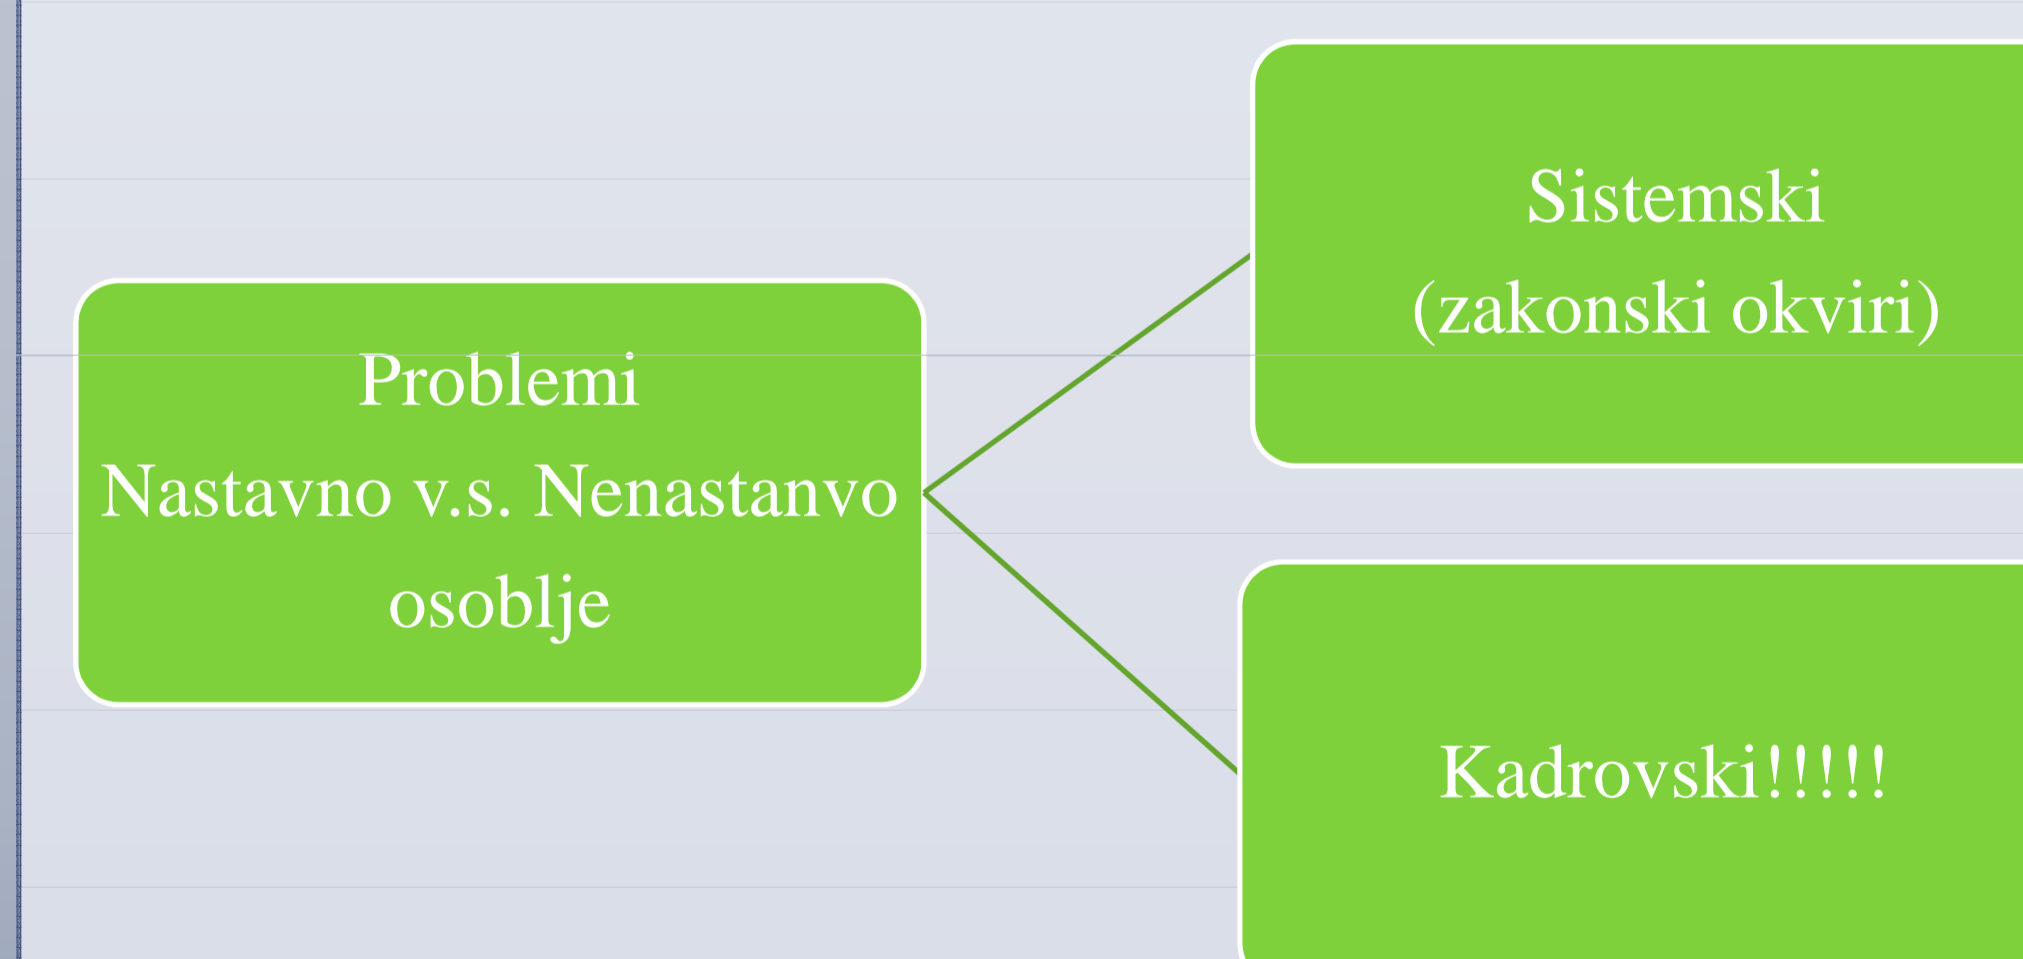 Problemi
Nastavno v.s. Nenastanvo
osoblje
Sistemski
(zakonski okviri)
Kadrovski!!!!!